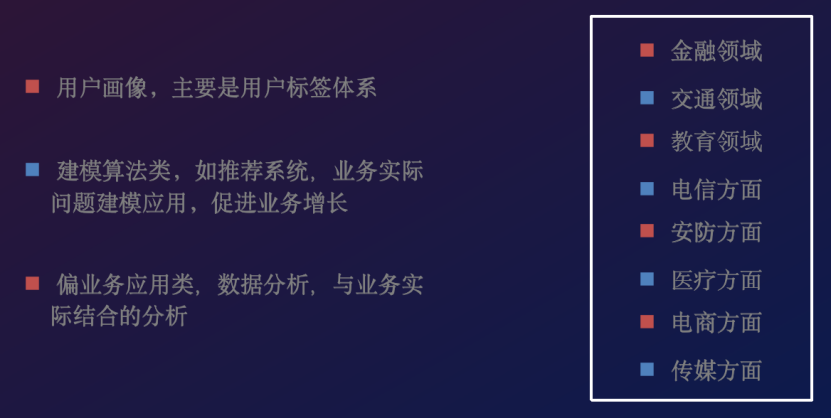 用户画像，主要是用户标签体系
建模算法类，如推荐系统，业务实际
问题建模应用，促进业务增长
偏业务应用类，数据分析，与业务实
际结合的分析
金融领域
交通领域
教育领域
电信方面
安防方面
医疗方面
电商方面
传媒方面